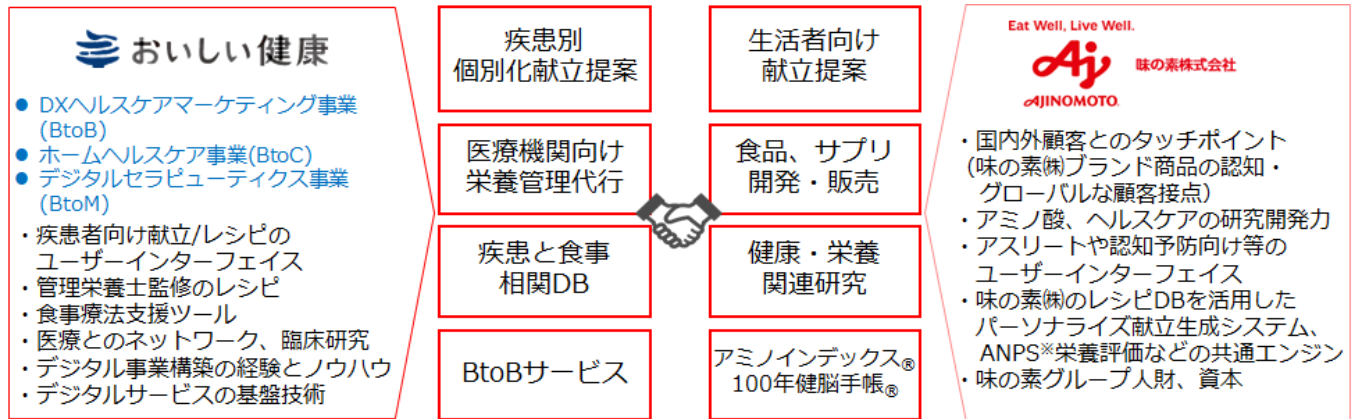 おいしい健康
● DXヘルスケアマーケティング事業
(BtoB)
● ホームヘルスケア事業(BtoC)
● デジタルセラピューティクス事業
(BtoM)
・疾患者向け献立/レシピの
ユーザーインターフェイス
・管理栄養士監修のレシピ
・食事療法支援ツール
・医療とのネットワーク、臨床研究
・デジタル事業構築の経験とノウハウ
・デジタルサービスの基盤技術
疾患別
個別化献立提案
生活者向け
献立提案
医療機関向け
栄養管理代行
食品、サプリ
開発・販売
疾患と食事
相関DB
健康・栄養
関連研究
BtoBサービス
アミノインデックス®
100年健脳手帳®
Eat Well, Live Well.
Aj
AJINOMOTO.
味の素株式会社
・国内外顧客とのタッチポイント
(味の素㈱ブランド商品の認知・
グローバルな顧客接点)
・アミノ酸、ヘルスケアの研究開発力
・アスリートや認知予防向け等の
ユーザーインターフェイス
・味の素㈱のレシピDBを活用した
パーソナライズ献立生成システム、
ANPS※栄養評価などの共通エンジン
・味の素グループ人財、資本